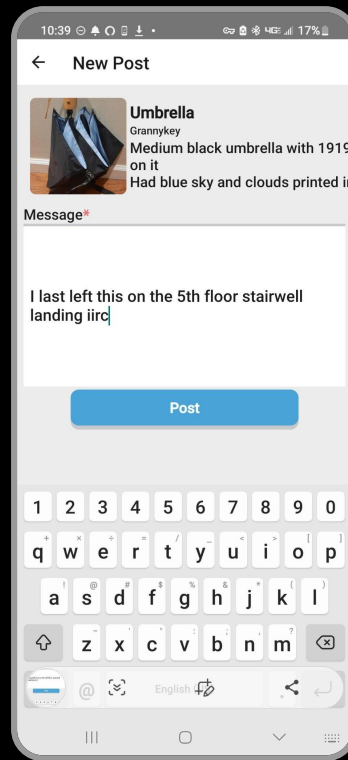 10:39
4GE 17%
New Post
Umbrella
Grannykey
Medium black umbrella with 1919
on it
Had blue sky and clouds printed i
Message*
I last left this on the 5th floor stairwell
landing iirc
Post
1 2 3 4 5 6 7 8 9 0
q w e r t y u i o p
a s d f g h j k l
z x c v b n m
@ English